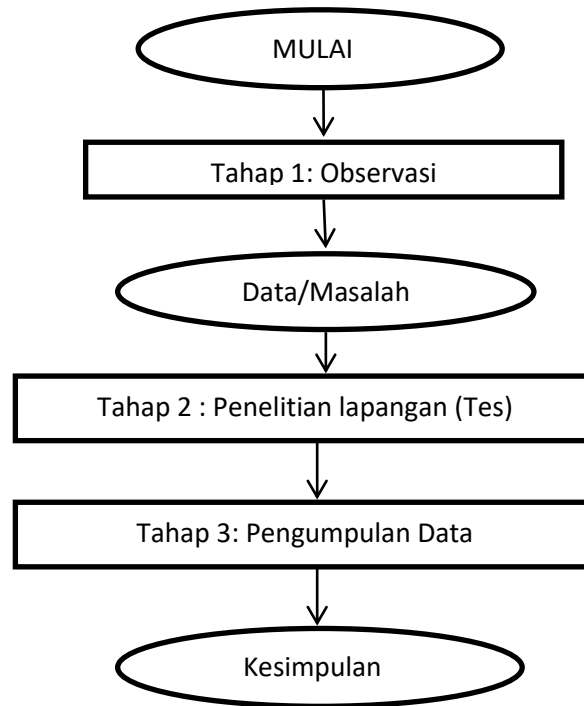 MULAI
Tahap 1: Observasi
Data/Masalah
Tahap 2 : Penelitian lapangan (Tes)
Tahap 3: Pengumpulan Data
Kesimpulan